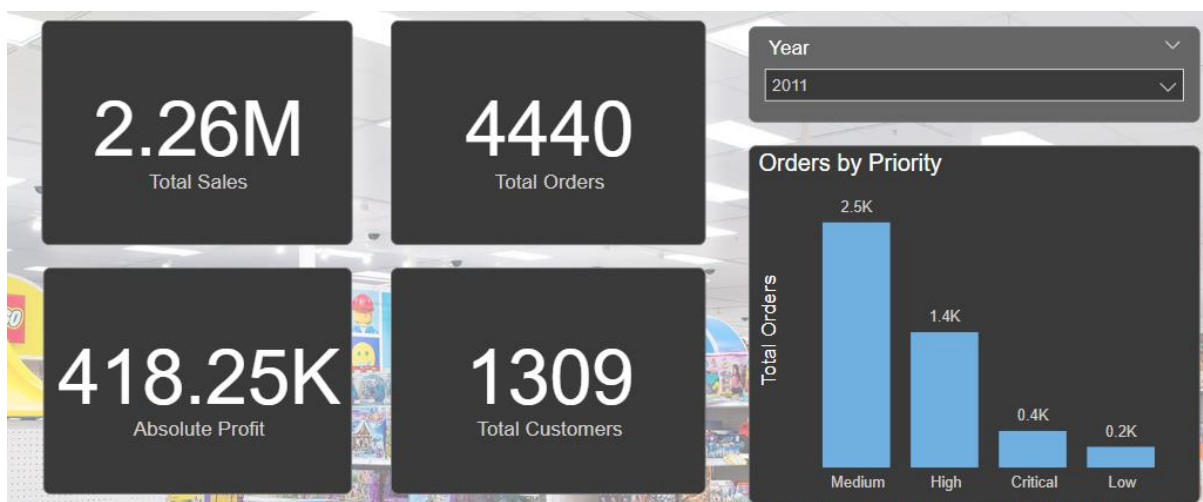 2.26M
Total Sales
4440
Total Orders
418.25K
Absolute Profit
1309
Total Customers
Year
2011
Orders by Priority
Total Orders
2.5K
1.4K
0.4K
0.2K
Medium
High
Critical
Low